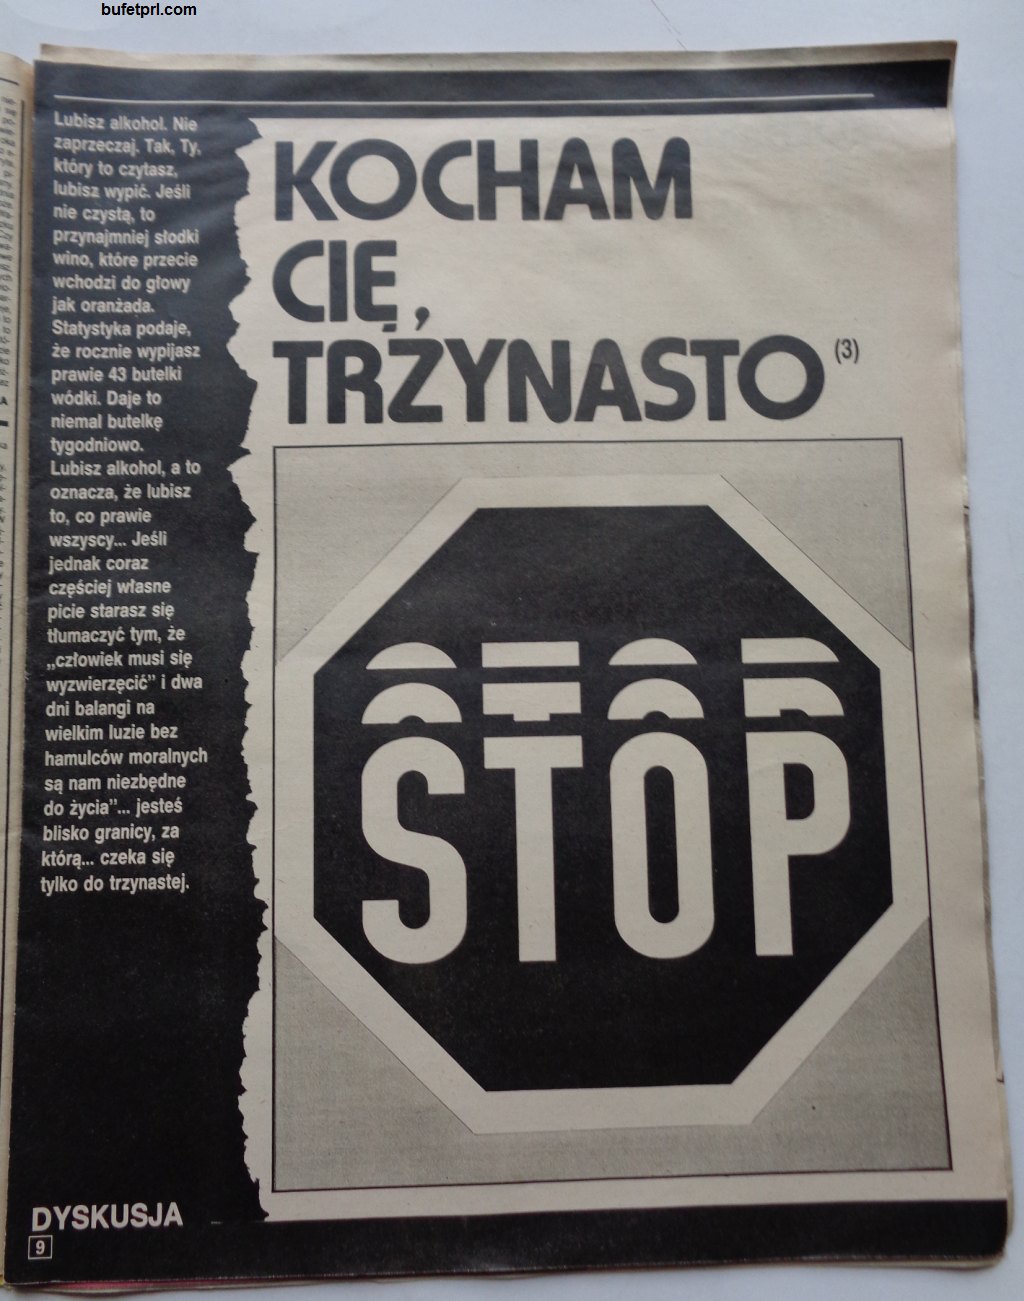 bufetprl.com
Lubisz alkohol. Nie
zaprzeczaj. Tak, Ty,
który to czytasz,
lubisz wypić. Jeśli
nie czystą, to
przynajmniej słodki
wino, które przecie
wchodzi do głowy
jak oranżada.
Statystyka podaje,
że rocznie wypijasz
prawie 43 butelki
wódki. Daje to
niemal butelkę
tygodniowo.
Lubisz alkohol, a to
oznacza, że lubisz
to, co prawie
wszyscy... Jeśli
jednak coraz
częściej własne
picie starasz się
tłumaczyć tym, że
„człowiek musi się
wyzwierzęcić” i dwa
dni balangi na
wielkim luzie bez
hamulców moralnych
są nam niezbędne
do życia”... jesteś
blisko granicy, za
którą... czeka się
tylko do trzynastej.
KOCHAM
CIĘ,
TRZYNASTO (3)
STOP
DYSKUSJA
9